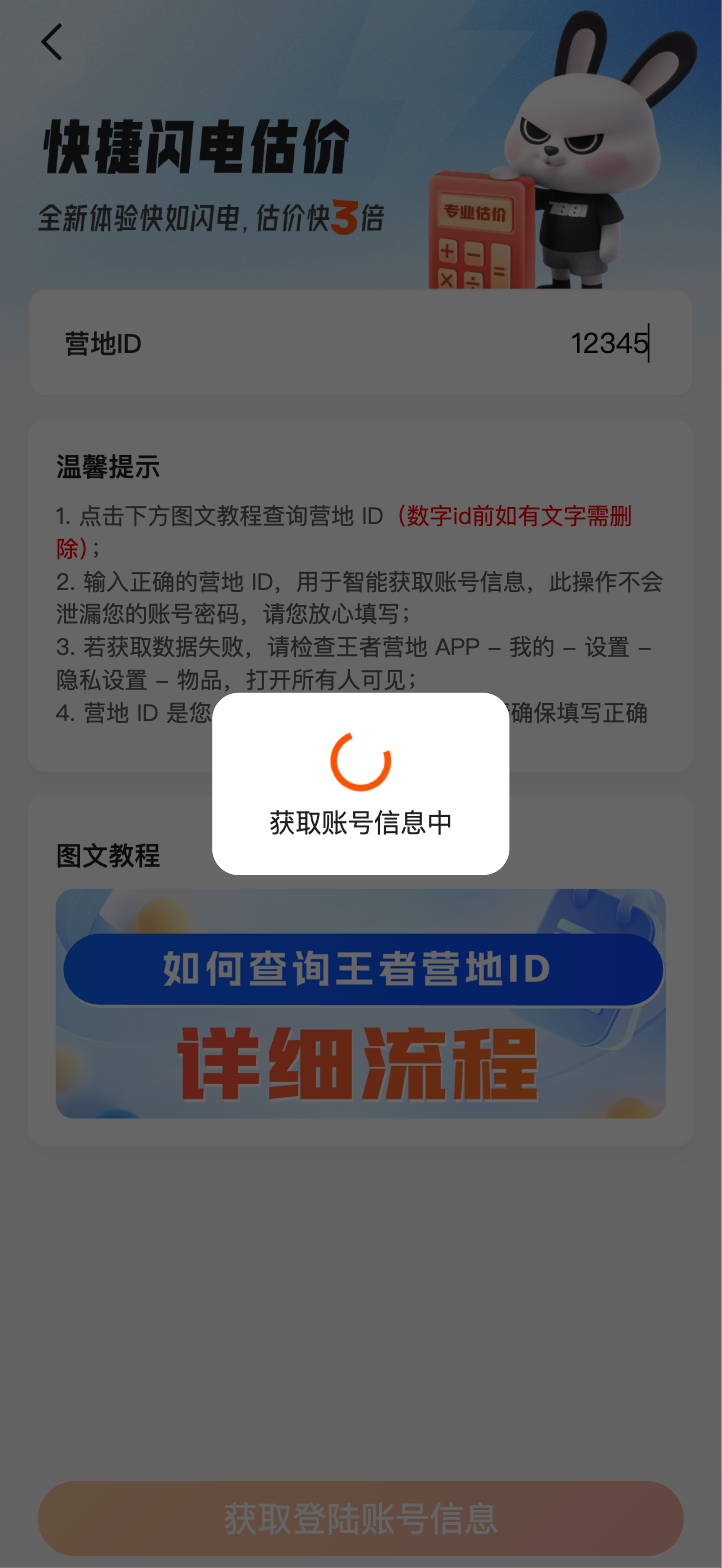 快捷闪电估价
全新体验快如闪电,估价快3倍
专业估价
7881
营地ID
12345
温馨提示
1. 点击下方图文教程查询营地 ID（数字id前如有文字需删
除）；
2. 输入正确的营地 ID，用于智能获取账号信息，此操作不会
泄漏您的账号密码，请您放心填写；
3. 若获取数据失败，请检查王者营地 APP – 我的 – 设置 –
隐私设置 – 物品，打开所有人可见；
4. 营地 ID 是您
确保填写正确
获取账号信息中
图文教程
如何查询王者营地ID
详细流程
获取登陆账号信息